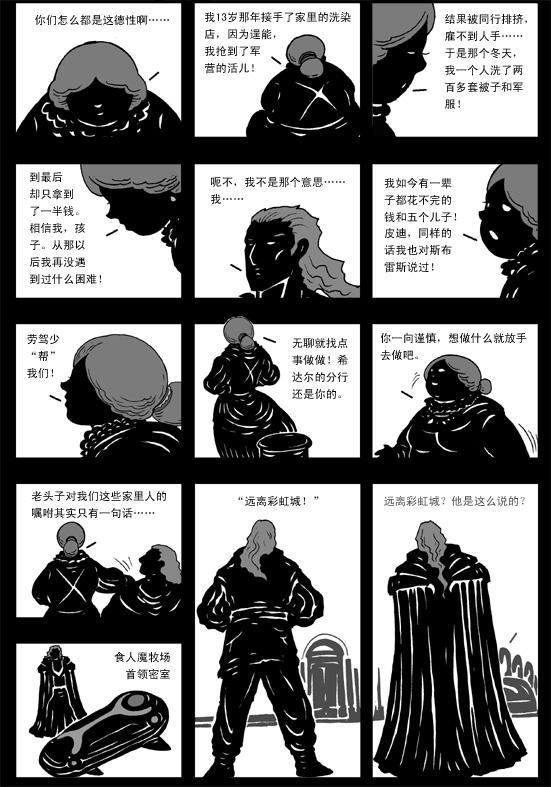 你们怎么都是这德性啊……
我13岁那年接手了家里的洗染
店，因为逞能，
我抢到了军
营的活儿！
结果被同行排挤，
雇不到人手……
于是那个冬天，
我一个人洗了两
百多套被子和军
服！
到最后
却只拿到
了一半钱。
相信我，孩
子。从那以
后我再没遇
到过什么困难！
呃不，我不是那个意思……
我……
我如今有一辈
子都花不完的
钱和五个儿子！
皮迪，同样的
话我也对斯布
雷斯说过！
劳驾少
“帮”
我们！
无聊就找点
事做做！希
达尔的分行
还是你的。
你一向谨慎，想做什么就放手
去做吧。
老头子对我们这些家里人的
嘱咐其实只有一句话……
“远离彩虹城！”
远离彩虹城？他是这么说的？
食人魔牧场
首领密室